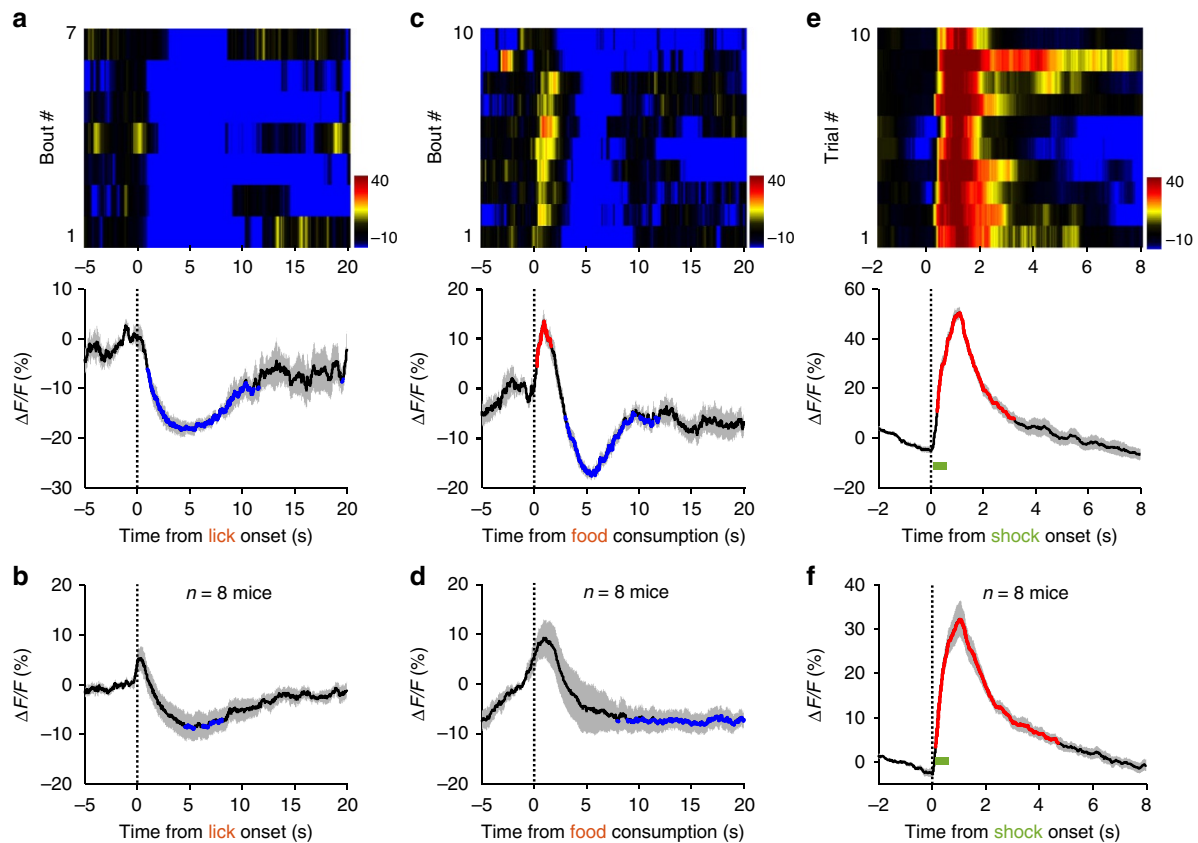 a
7
Bout #
1
40
−10
−5 0 5 10 15 20
10
0
−10
−20
−30
ΔF/F (%)
−5 0 5 10 15 20
Time from lick onset (s)
c
10
Bout #
1
40
−10
−5 0 5 10 15 20
20
10
0
−10
−20
ΔF/F (%)
−5 0 5 10 15 20
Time from food consumption (s)
e
10
Trial #
1
40
−10
−2 0 2 4 6 8
60
40
20
0
−20
ΔF/F (%)
−2 0 2 4 6 8
Time from shock onset (s)
b
n = 8 mice
20
10
0
−10
−20
ΔF/F (%)
−5 0 5 10 15 20
Time from lick onset (s)
d
n = 8 mice
20
10
0
−10
−20
ΔF/F (%)
−5 0 5 10 15 20
Time from food consumption (s)
f
n = 8 mice
40
30
20
10
0
ΔF/F (%)
−2 0 2 4 6 8
Time from shock onset (s)